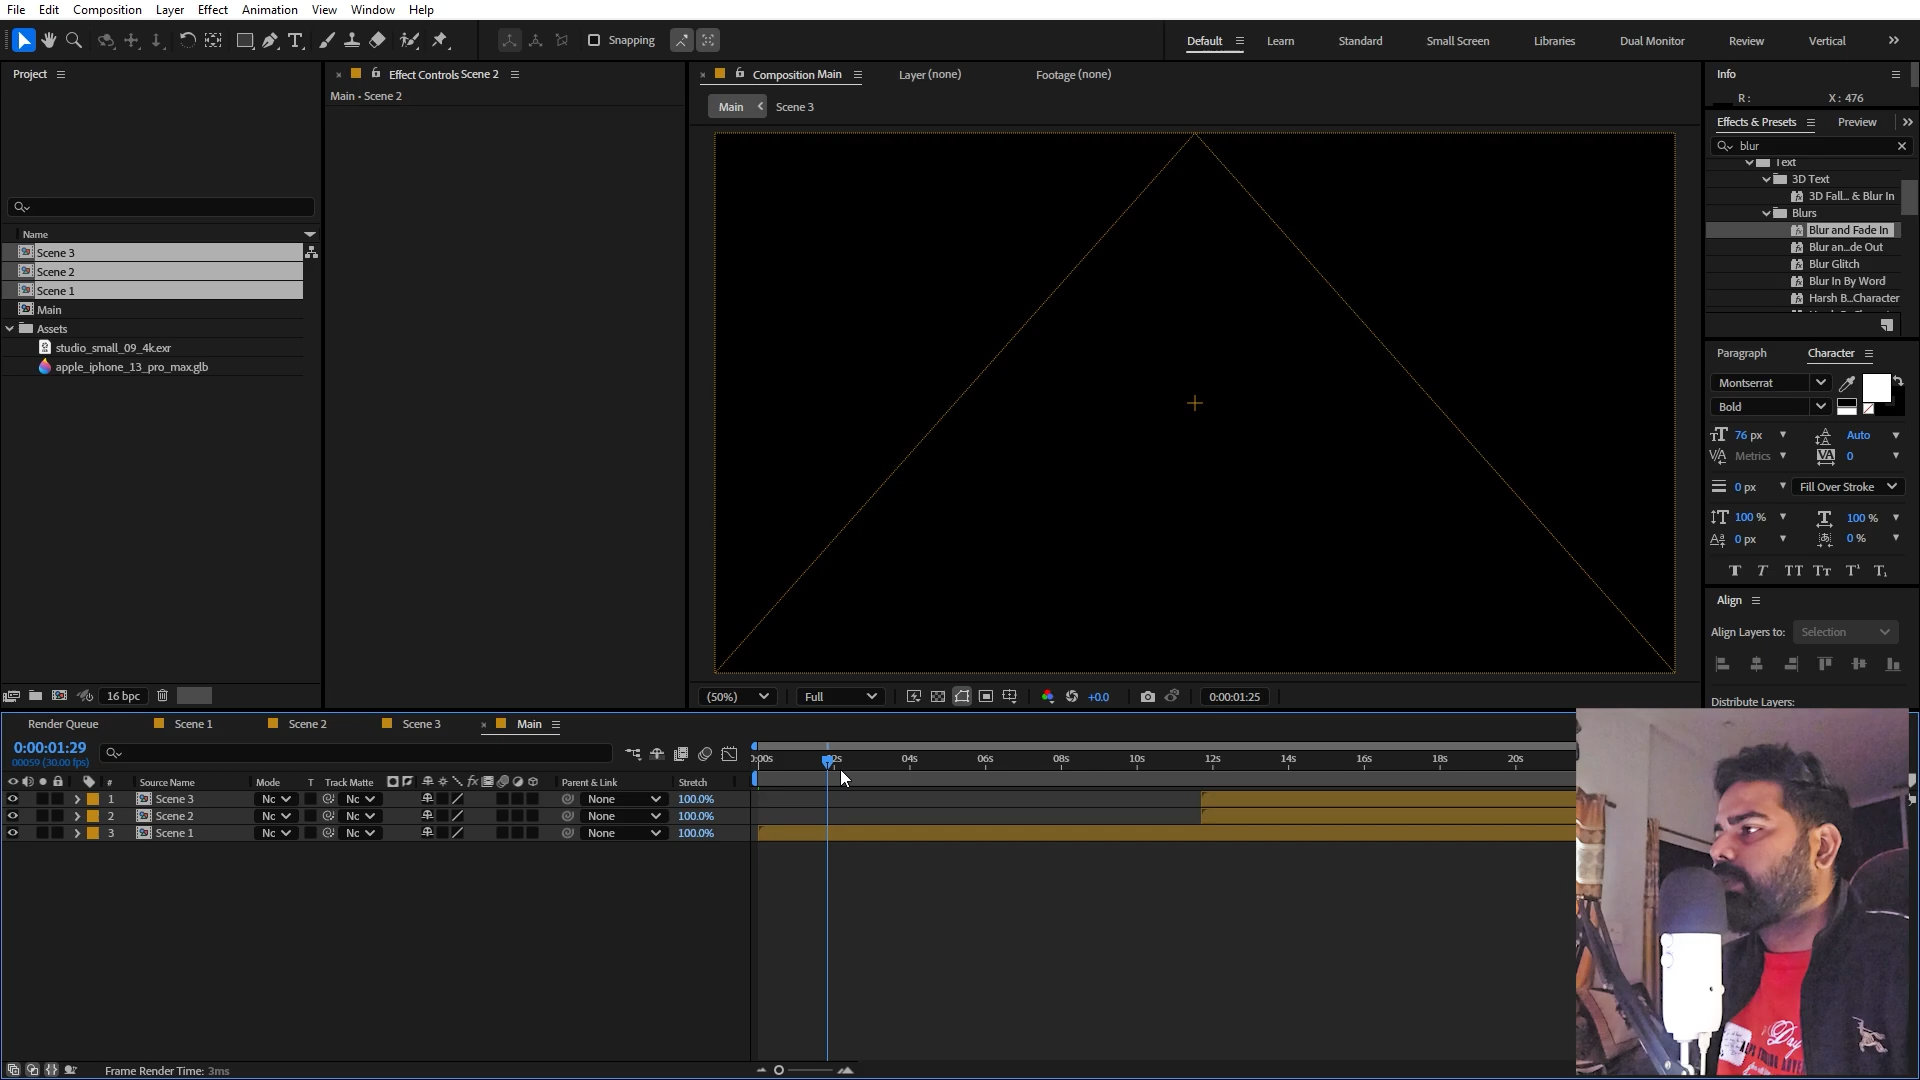 File Edit Composition Layer Effect Animation View Window Help
Snapping
Default Learn Standard Small Screen Libraries Dual Monitor Review Vertical
Project
Effect Controls Scene 2
Composition Main
Layer (none)
Footage (none)
Info
Main • Scene 2
R: X: 476
Main Scene 3
Effects & Presets Preview
blur
Text
3D Text
3D Fall... & Blur In
Blurs
Blur and Fade In
Blur an...de Out
Blur Glitch
Blur In By Word
Harsh B...Character
Name
Scene 3
Scene 2
Scene 1
Main
Assets
studio_small_09_4k.exr
apple_iphone_13_pro_max.glb
Paragraph Character
Montserrat
Bold
76 px Auto
Metrics 0
0 px Fill Over Stroke
100 % 100 %
0 px 0 %
T T TT Tt T¹ T₁
Align
Align Layers to: Selection
Distribute Layers:
16 bpc
(50%) Full +0.0 0:00:01:25
Render Queue Scene 1 Scene 2 Scene 3 Main
0:00:01:29
00059 (30.00 fps)
:00s 2s 04s 06s 08s 10s 12s 14s 16s 18s 20s
# Source Name Mode T Track Matte fx Parent & Link Stretch
1 Scene 3 Nc Nc None 100.0%
2 Scene 2 Nc Nc None 100.0%
3 Scene 1 Nc Nc None 100.0%
Frame Render Time: 3ms
Day